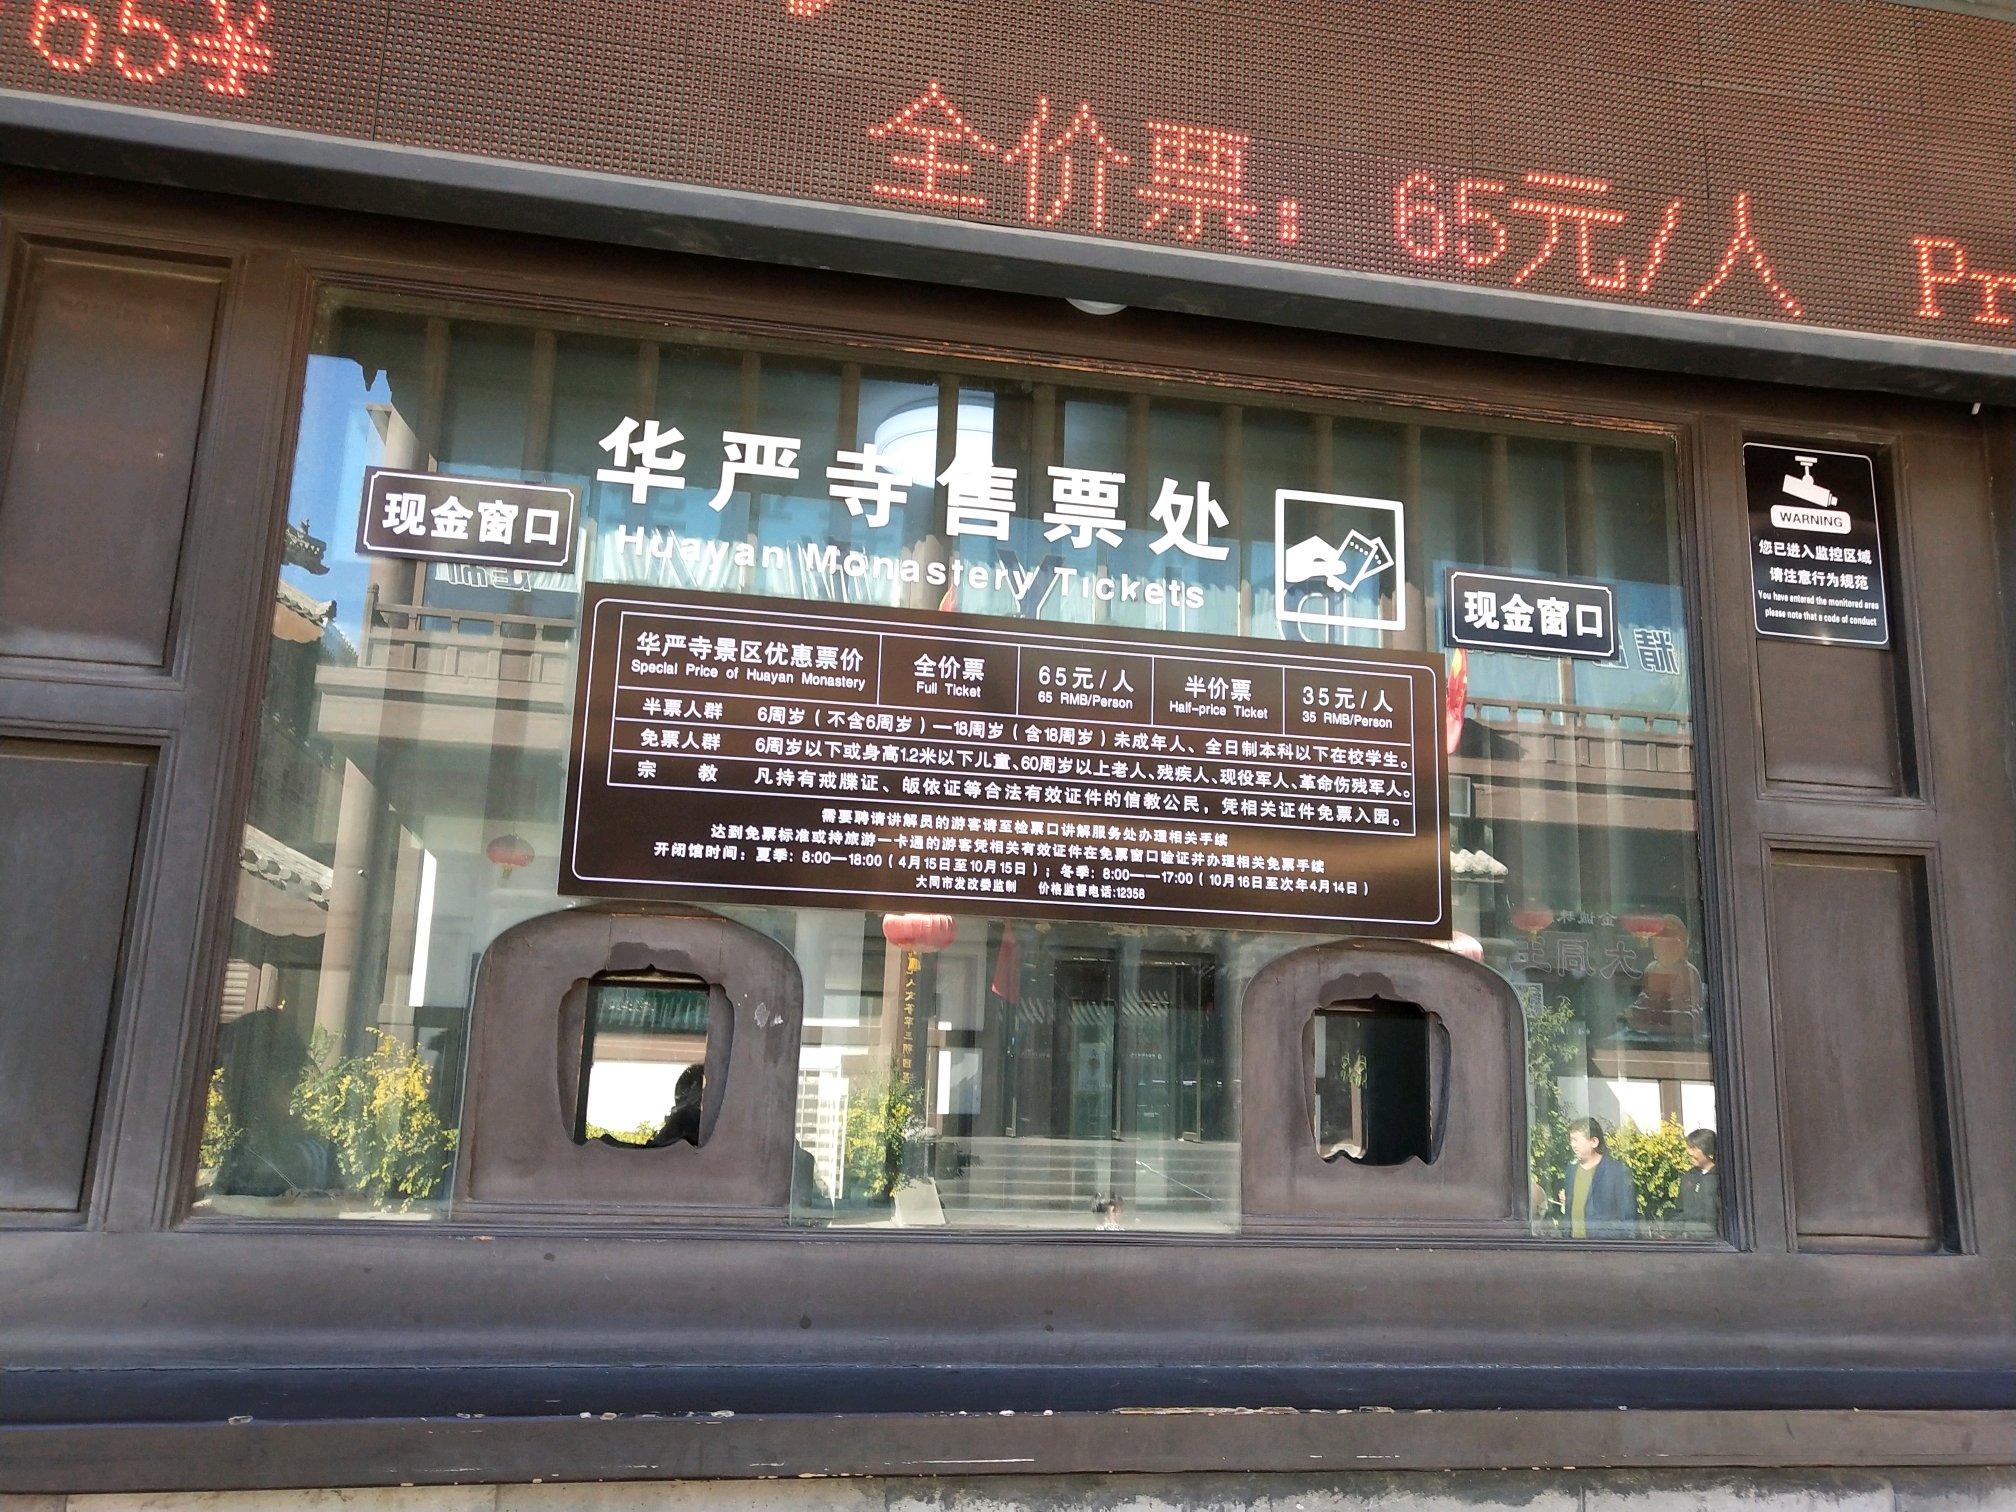 65¥
全价票: 65元/人 Pr
华严寺售票处
Huayan Monastery Tickets
现金窗口
现金窗口
WARNING
您已进入监控区域
请注意行为规范
You have entered the monitored area
please note that a code of conduct
华严寺景区优惠票价 全价票 65元/人 半价票 35元/人
Special Price of Huayan Monastery Full Ticket 65 RMB/Person Half-price Ticket 35 RMB/Person
半票人群 6周岁（不含6周岁）—18周岁（含18周岁）未成年人、全日制本科以下在校学生。
免票人群 6周岁以下或身高1.2米以下儿童、60周岁以上老人、残疾人、现役军人、革命伤残军人。
宗教 凡持有戒牒证、皈依证等合法有效证件的信教公民，凭相关证件免票入园。
需要聘请讲解员的游客请至检票口讲解服务处办理相关手续
达到免票标准或持旅游一卡通的游客凭相关有效证件在免票窗口验证并办理相关免票手续
开闭馆时间：夏季：8:00—18:00（4月15日至10月15日）；冬季：8:00——17:00（10月16日至次年4月14日）
大同市发改委监制 价格监督电话:12358